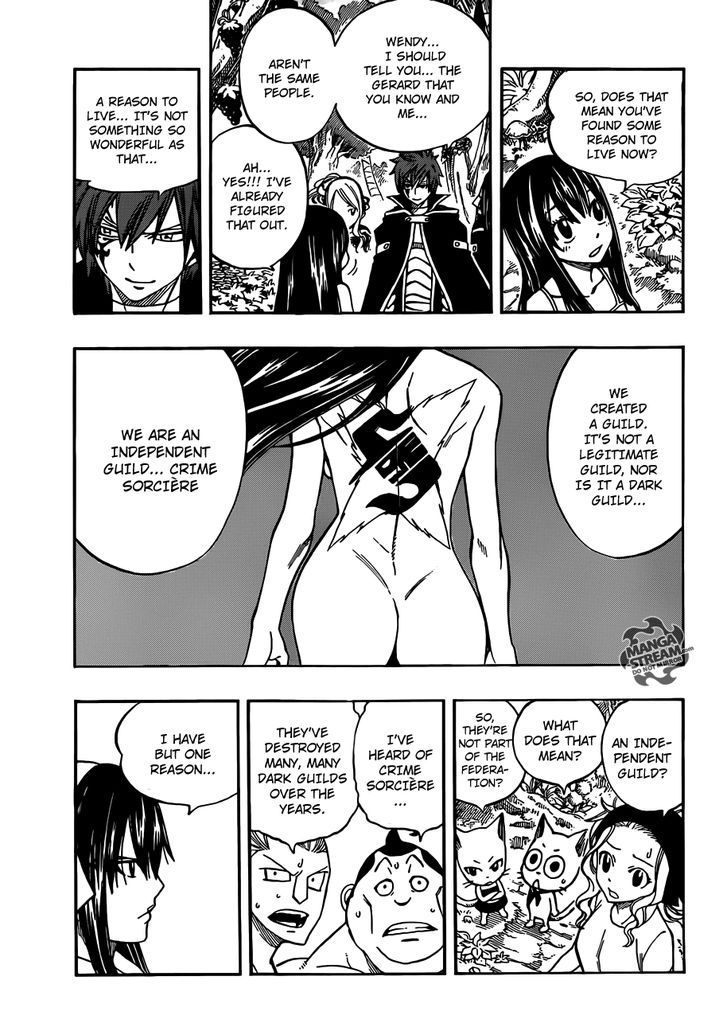 SO, DOES THAT
MEAN YOU'VE
FOUND SOME
REASON TO
LIVE NOW?
WENDY...
I SHOULD
TELL YOU... THE
GERARD THAT
YOU KNOW AND
ME...
AREN'T
THE SAME
PEOPLE.
AH...
YES!!! I'VE
ALREADY
FIGURED
THAT OUT.
A REASON TO
LIVE... IT'S NOT
SOMETHING SO
WONDERFUL AS
THAT...
WE
CREATED
A GUILD.
IT'S NOT A
LEGITIMATE
GUILD, NOR
IS IT A DARK
GUILD...
WE ARE AN
INDEPENDENT
GUILD... CRIME
SORCIÈRE
MANGA
STREAM.com
DO NOT MIRROR
AN INDE-
PENDENT
GUILD?
WHAT
DOES THAT
MEAN?
SO,
THEY'RE
NOT PART
OF THE
FEDERA-
TION?
I'VE
HEARD OF
CRIME
SORCIÈRE
...
THEY'VE
DESTROYED
MANY, MANY
DARK GUILDS
OVER THE
YEARS.
I HAVE
BUT ONE
REASON...